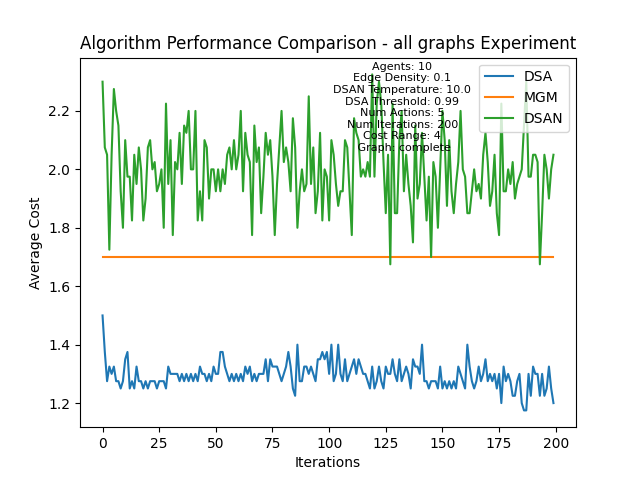 Algorithm Performance Comparison - all graphs Experiment
Agents: 10
Edge Density: 0.1
DSAN Temperature: 10.0
DSA Threshold: 0.99
Num Actions: 5
Num Iterations: 200
Cost Range: 4
Graph: complete
DSA
MGM
DSAN
Average Cost
2.2
2.0
1.8
1.6
1.4
1.2
0
25
50
75
100
125
150
175
200
Iterations